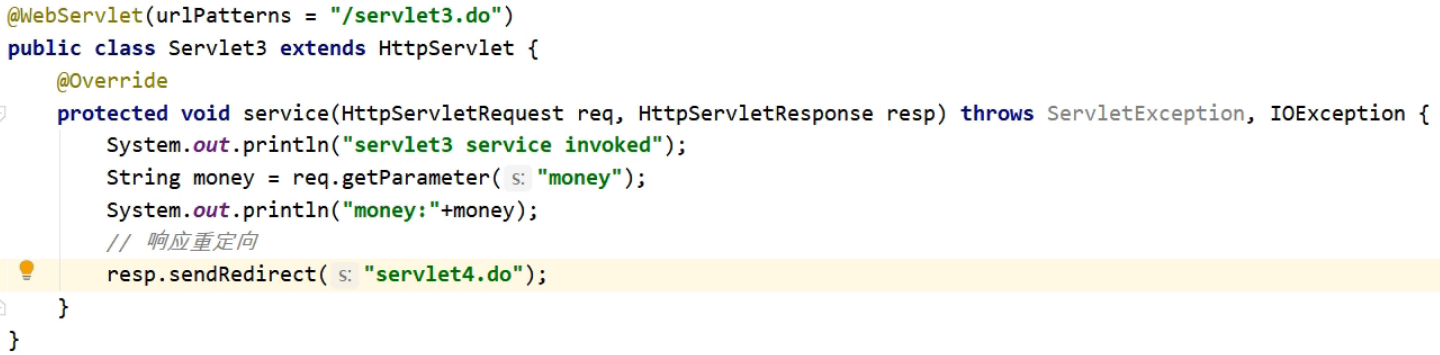 @WebServlet(urlPatterns = "/servlet3.do")
public class Servlet3 extends HttpServlet {
    @Override
    protected void service(HttpServletRequest req, HttpServletResponse resp) throws ServletException, IOException {
        System.out.println("servlet3 service invoked");
        String money = req.getParameter( s: "money");
        System.out.println("money:"+money);
        // 响应重定向
        resp.sendRedirect( s: "servlet4.do");
    }
}